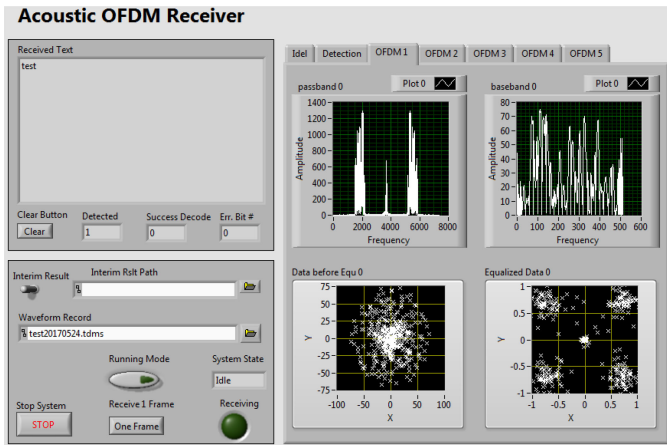 Acoustic OFDM Receiver
Received Text
test
Clear Button Detected Success Decode Err. Bit #
Clear 1 0 0
Interim Result Interim Rslt Path
Waveform Record
test20170524.tdms
Running Mode System State
Idle
Stop System Receive 1 Frame Receiving
STOP One Frame
Idel Detection OFDM 1 OFDM 2 OFDM 3 OFDM 4 OFDM 5
passband 0 Plot 0
Amplitude
1400
1200
1000
800
600
400
200
0
0 2000 4000 6000 8000
Frequency
baseband 0 Plot 0
Amplitude
80
70
60
50
40
30
20
10
0
0 100 200 300 400 500 600
Frequency
Data before Equ 0
Y
75
50
25
0
-25
-50
-75
-100 -50 0 50 100
X
Equalized Data 0
Y
1
0.5
0
-0.5
-1
-1 -0.5 0 0.5 1
X